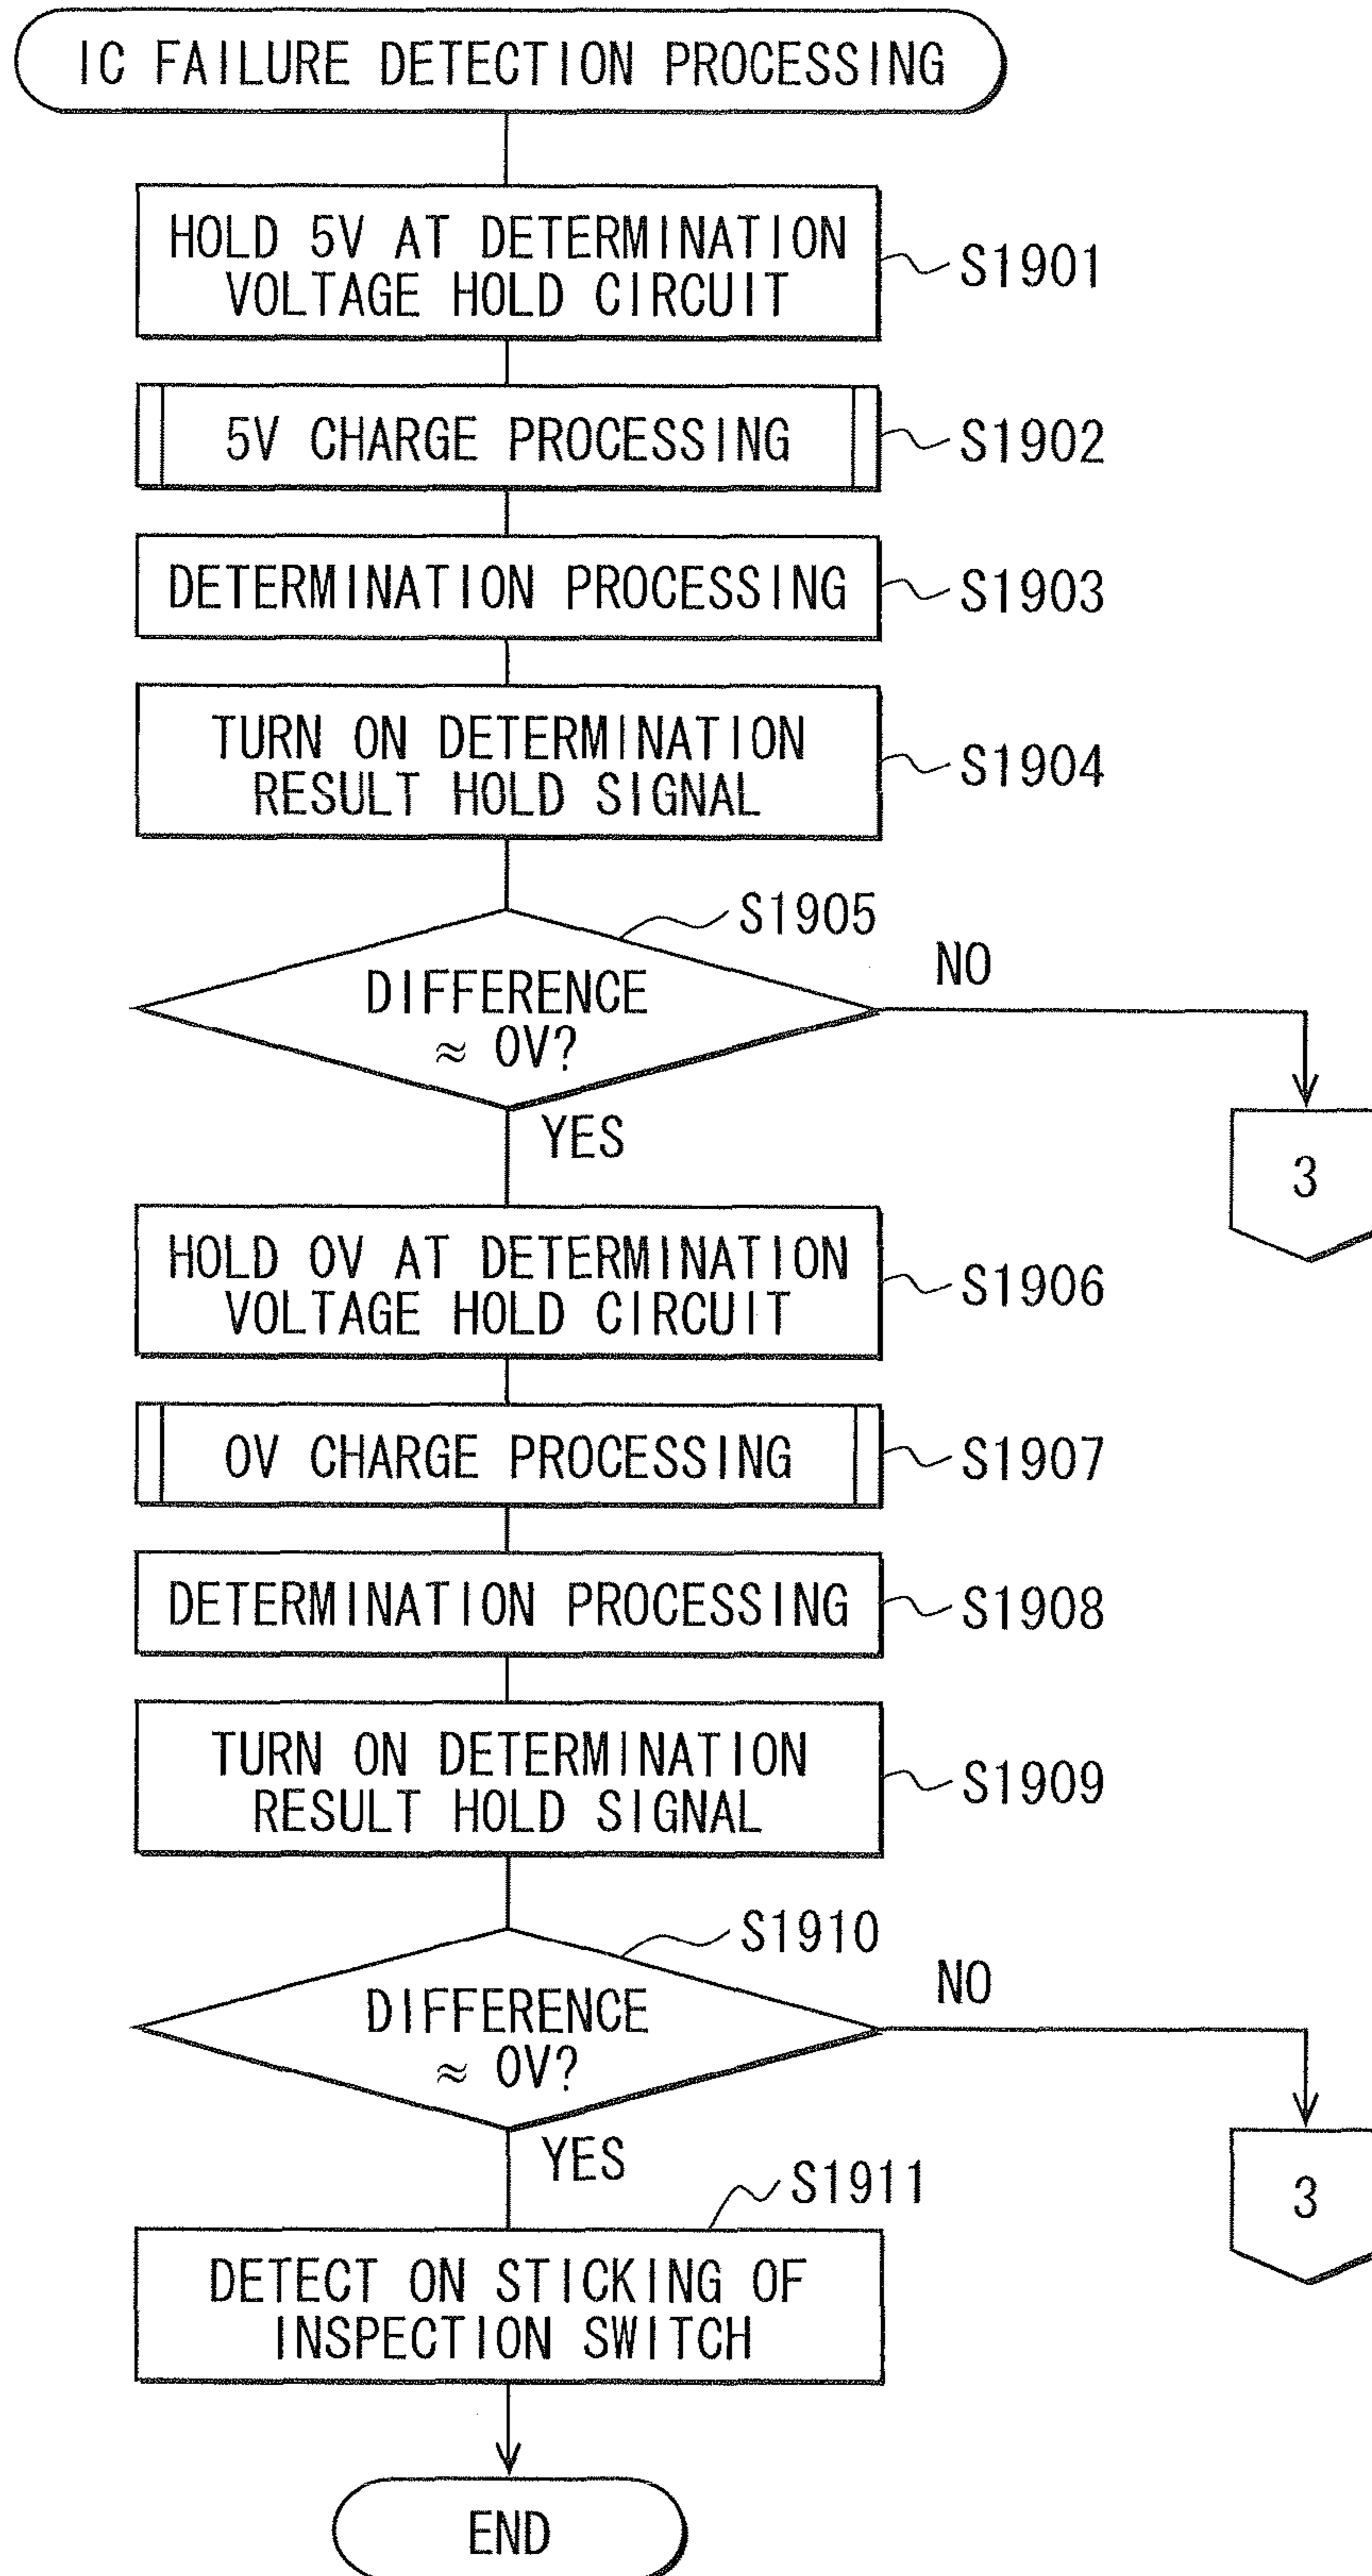 IC FAILURE DETECTION PROCESSING
HOLD 5V AT DETERMINATION
VOLTAGE HOLD CIRCUIT
S1901
5V CHARGE PROCESSING
S1902
DETERMINATION PROCESSING
S1903
TURN ON DETERMINATION
RESULT HOLD SIGNAL
S1904
S1905
DIFFERENCE
≈ 0V?
NO
3
YES
HOLD 0V AT DETERMINATION
VOLTAGE HOLD CIRCUIT
S1906
0V CHARGE PROCESSING
S1907
DETERMINATION PROCESSING
S1908
TURN ON DETERMINATION
RESULT HOLD SIGNAL
S1909
S1910
DIFFERENCE
≈ 0V?
NO
3
YES
S1911
DETECT ON STICKING OF
INSPECTION SWITCH
END